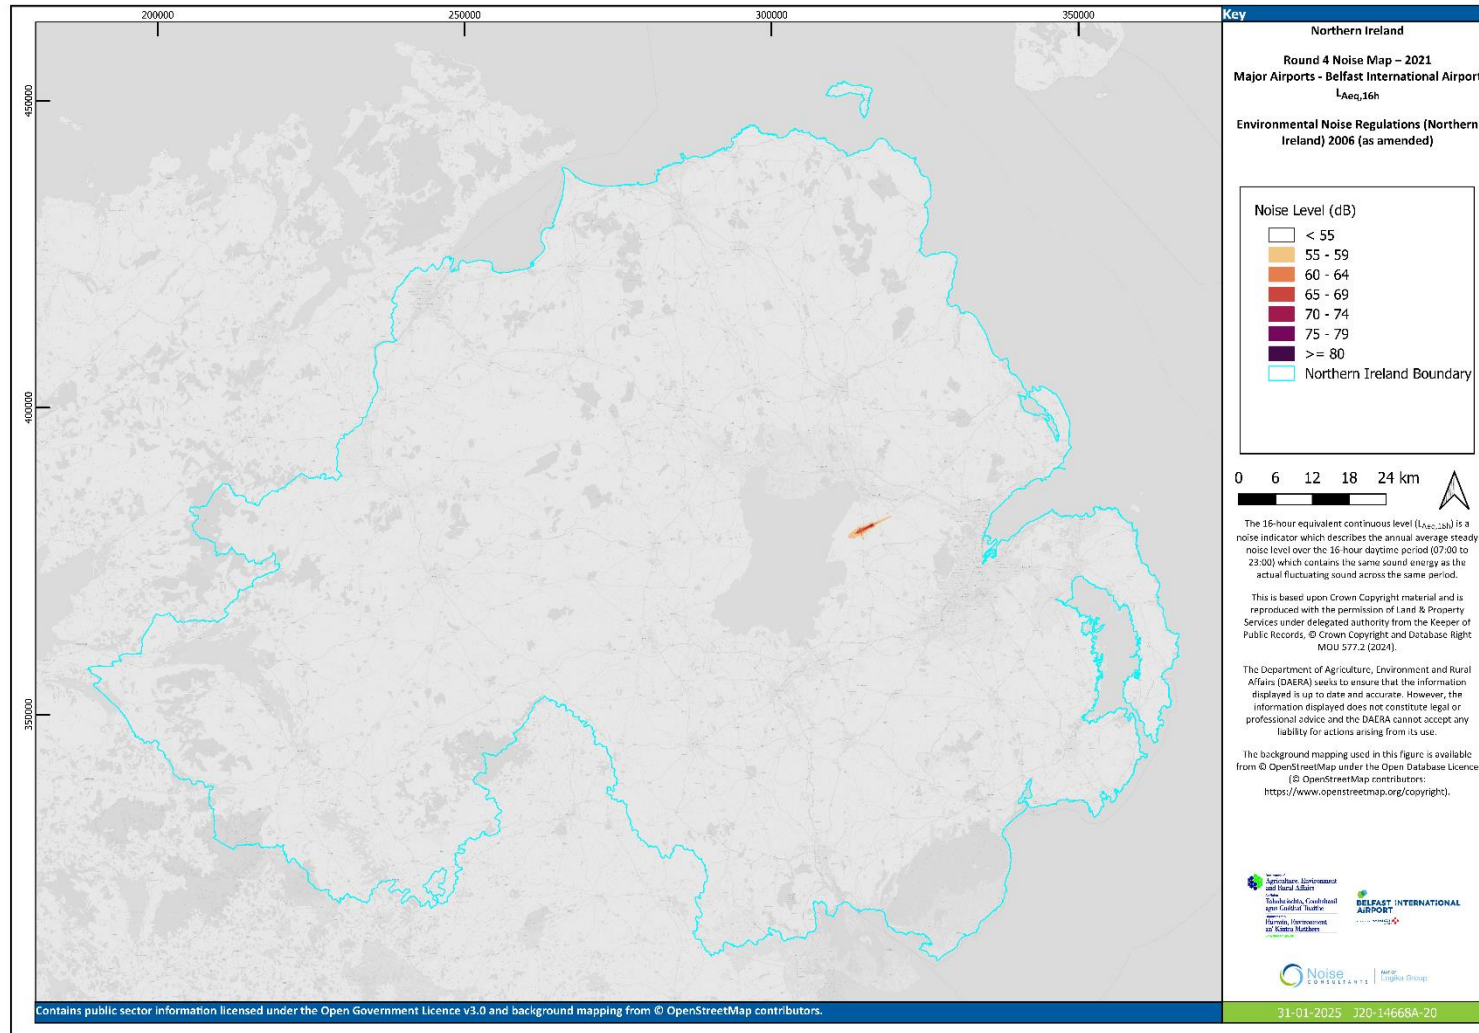 200000
250000
300000
350000
450000
400000
350000
Key
Northern Ireland
Round 4 Noise Map – 2021
Major Airports - Belfast International Airport
LAeq,16h
Environmental Noise Regulations (Northern
Ireland) 2006 (as amended)
Noise Level (dB)
< 55
55 - 59
60 - 64
65 - 69
70 - 74
75 - 79
>= 80
Northern Ireland Boundary
0 6 12 18 24 km
The 16-hour equivalent continuous level (LAeq,16h) is a
noise indicator which describes the annual average steady
noise level over the 16-hour daytime period (07:00 to
23:00) which contains the same sound energy as the
actual fluctuating sound across the same period.
This is based upon Crown Copyright material and is
reproduced with the permission of Land & Property
Services under delegated authority from the Keeper of
Public Records, © Crown Copyright and Database Right
MOU 577.2 (2024).
The Department of Agriculture, Environment and Rural
Affairs (DAERA) seeks to ensure that the information
displayed is up to date and accurate. However, the
information displayed does not constitute legal or
professional advice and the DAERA cannot accept any
liability for actions arising from its use.
The background mapping used in this figure is available
from © OpenStreetMap under the Open Database Licence
(© OpenStreetMap contributors:
https://www.openstreetmap.org/copyright).
Agriculture, Environment
and Rural Affairs
BELFAST INTERNATIONAL
AIRPORT
Noise
CONSULTANTS
PART OF
Logika Group
Contains public sector information licensed under the Open Government Licence v3.0 and background mapping from © OpenStreetMap contributors.
31-01-2025 J20-14668A-20